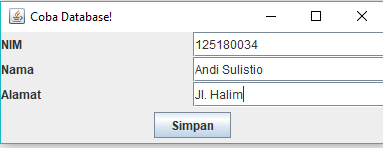 Coba Database!
NIM 125180034
Nama Andi Sulistio
Alamat Jl. Halim
Simpan